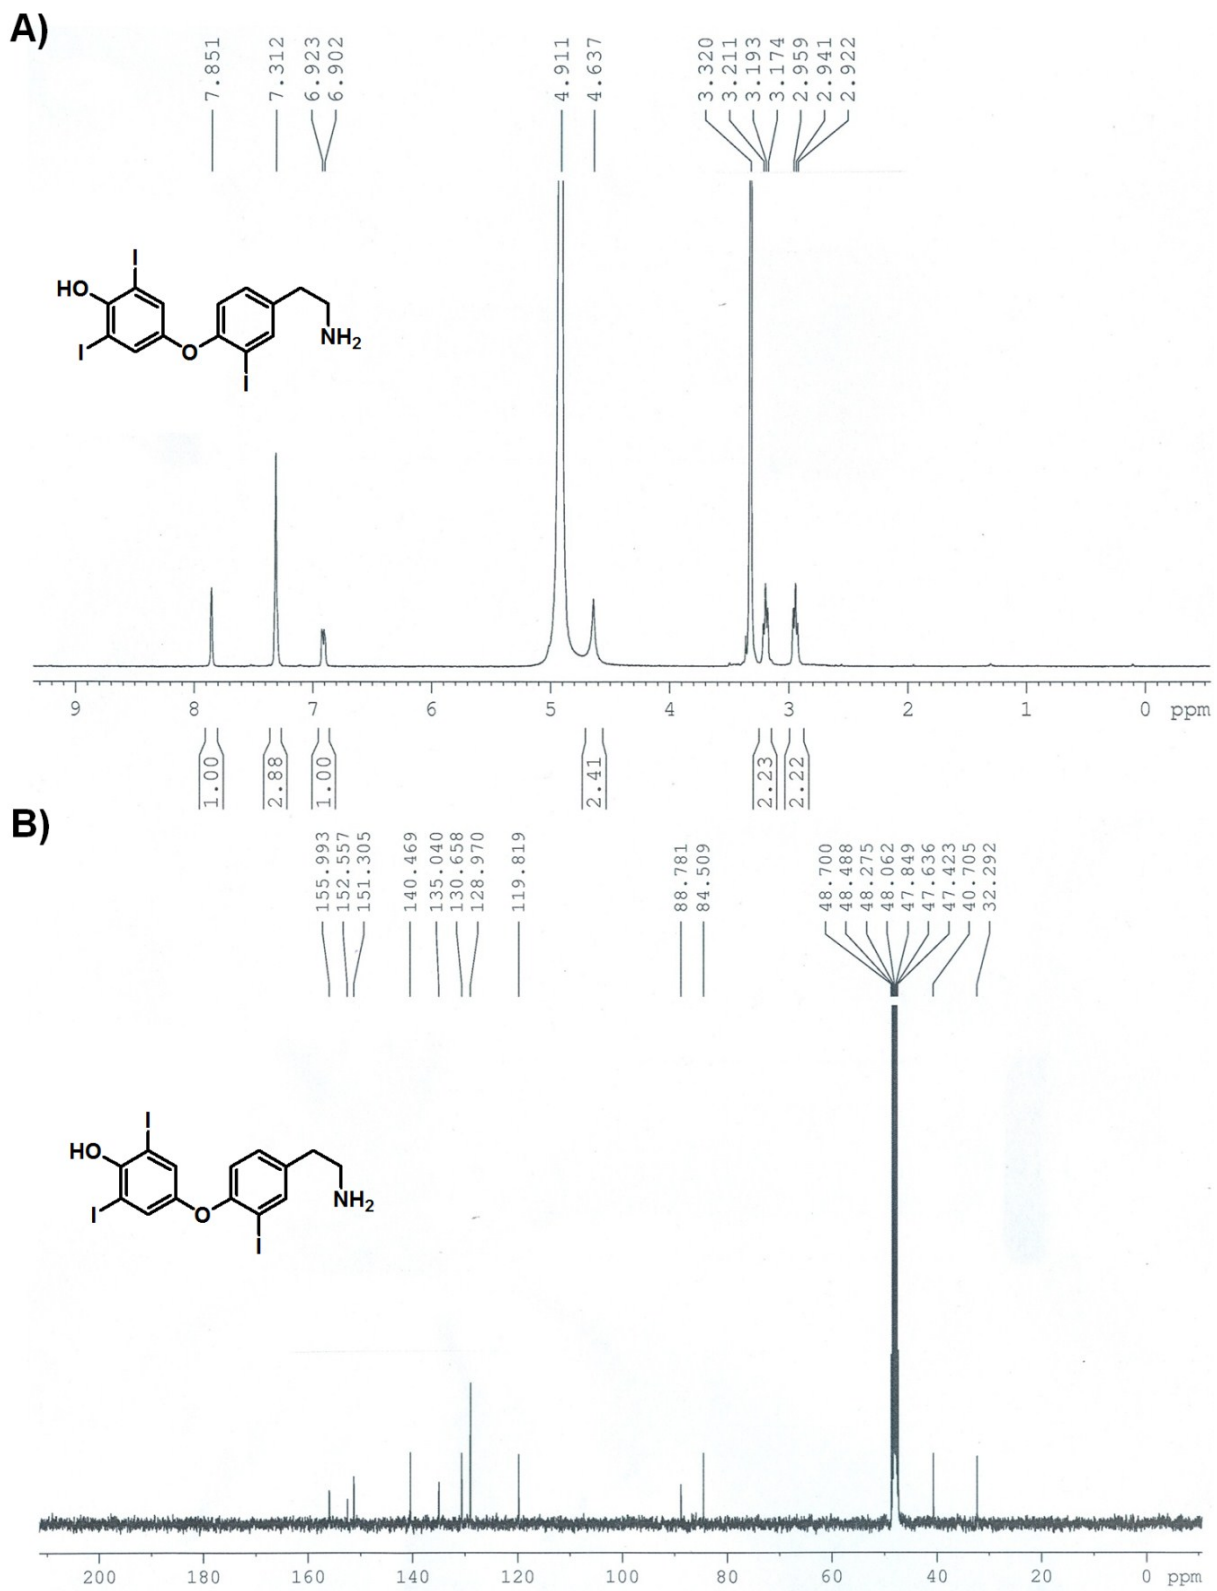 A)
7.851
7.312
6.923
6.902
4.911
4.637
3.320
3.211
3.193
3.174
2.959
2.941
2.922
I
HO
I
O
I
NH2
9 8 7 6 5 4 3 2 1 0 ppm
1.00
2.88
1.00
2.41
2.23
2.22
B)
155.993
152.557
151.305
140.469
135.040
130.658
128.970
119.819
88.781
84.509
48.700
48.488
48.275
48.062
47.849
47.636
47.423
40.705
32.292
I
HO
I
O
I
NH2
200 180 160 140 120 100 80 60 40 20 0 ppm